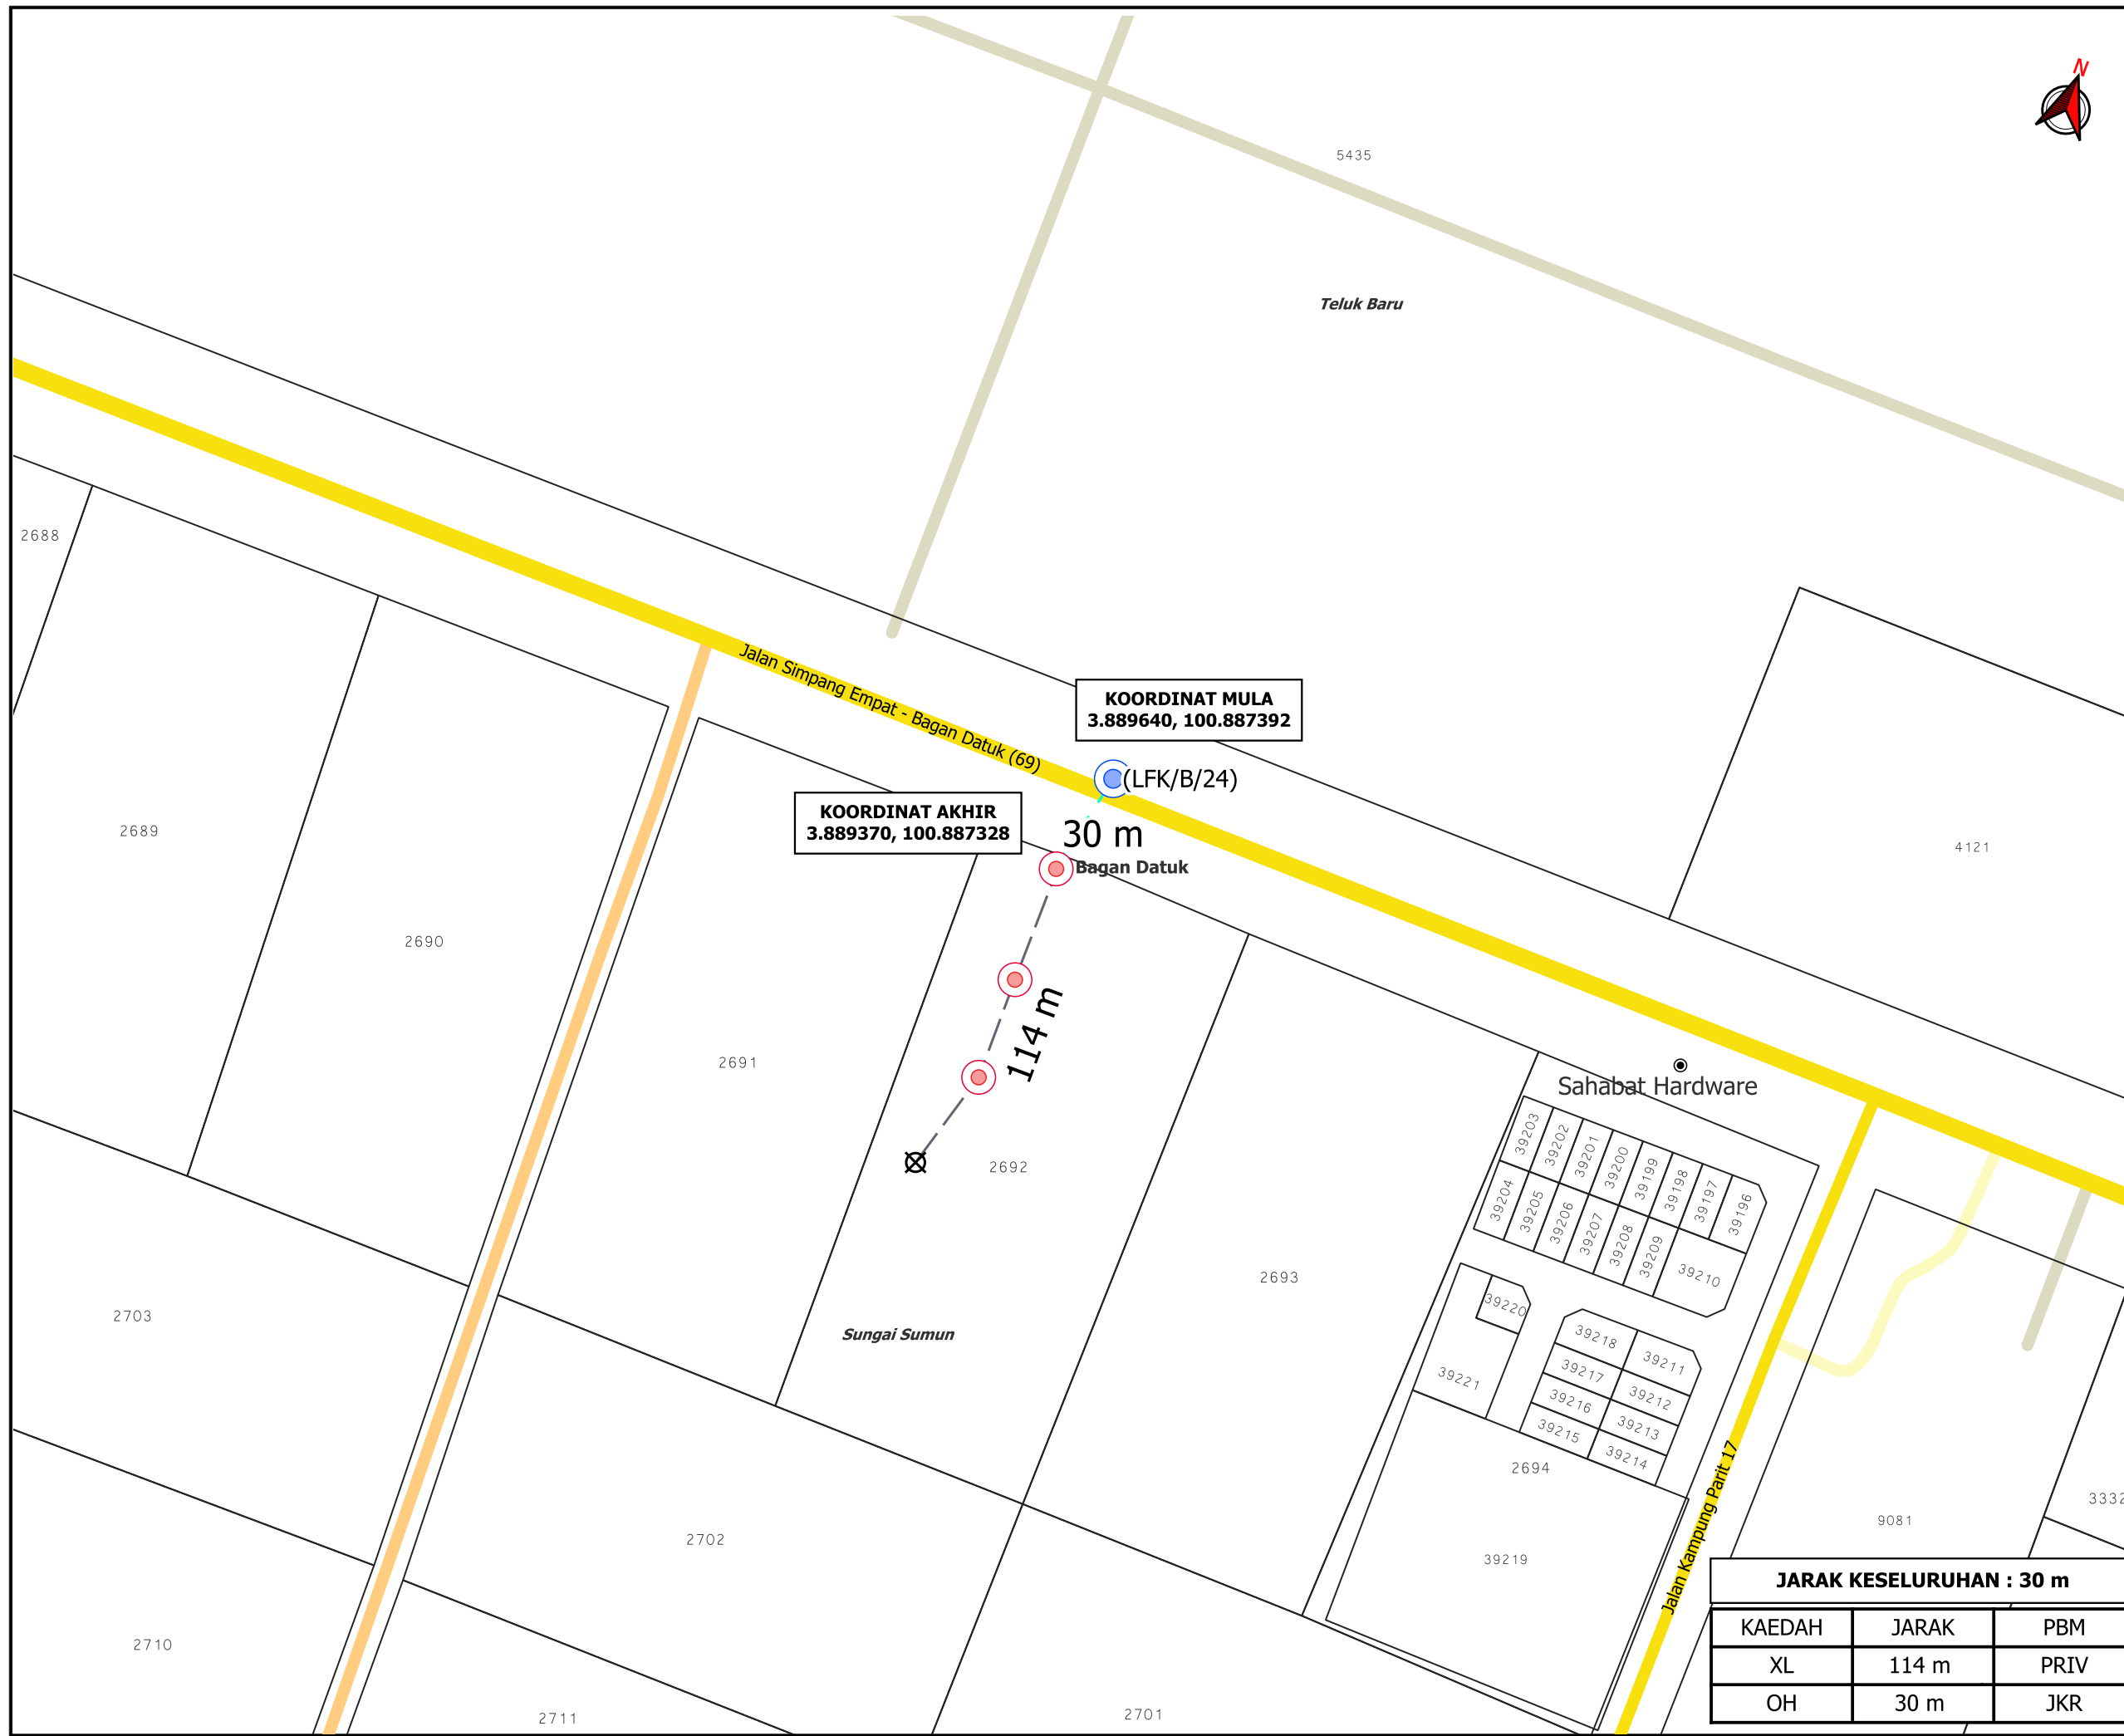 N
5435
Teluk Baru
2688
Jalan Simpang Empat - Bagan Datuk (69)
KOORDINAT MULA
3.889640, 100.887392
(LFK/B/24)
KOORDINAT AKHIR
3.889370, 100.887328
30 m
Bagan Datuk
2689
4121
2690
114 m
2691
Sahabat Hardware
2692
39203
39202
39201
39200
39199
39198
39197
39196
39204
39205
39206
39207
39208
39209
39210
2693
2703
Sungai Sumun
39220
39218
39211
39221
39217
39212
39216
39213
39215
39214
2694
Jalan Kampung Parit 17
3332
9081
2702
39219
2710
2711
2701
JARAK KESELURUHAN : 30 m
KAEDAH JARAK PBM
XL 114 m PRIV
OH 30 m JKR